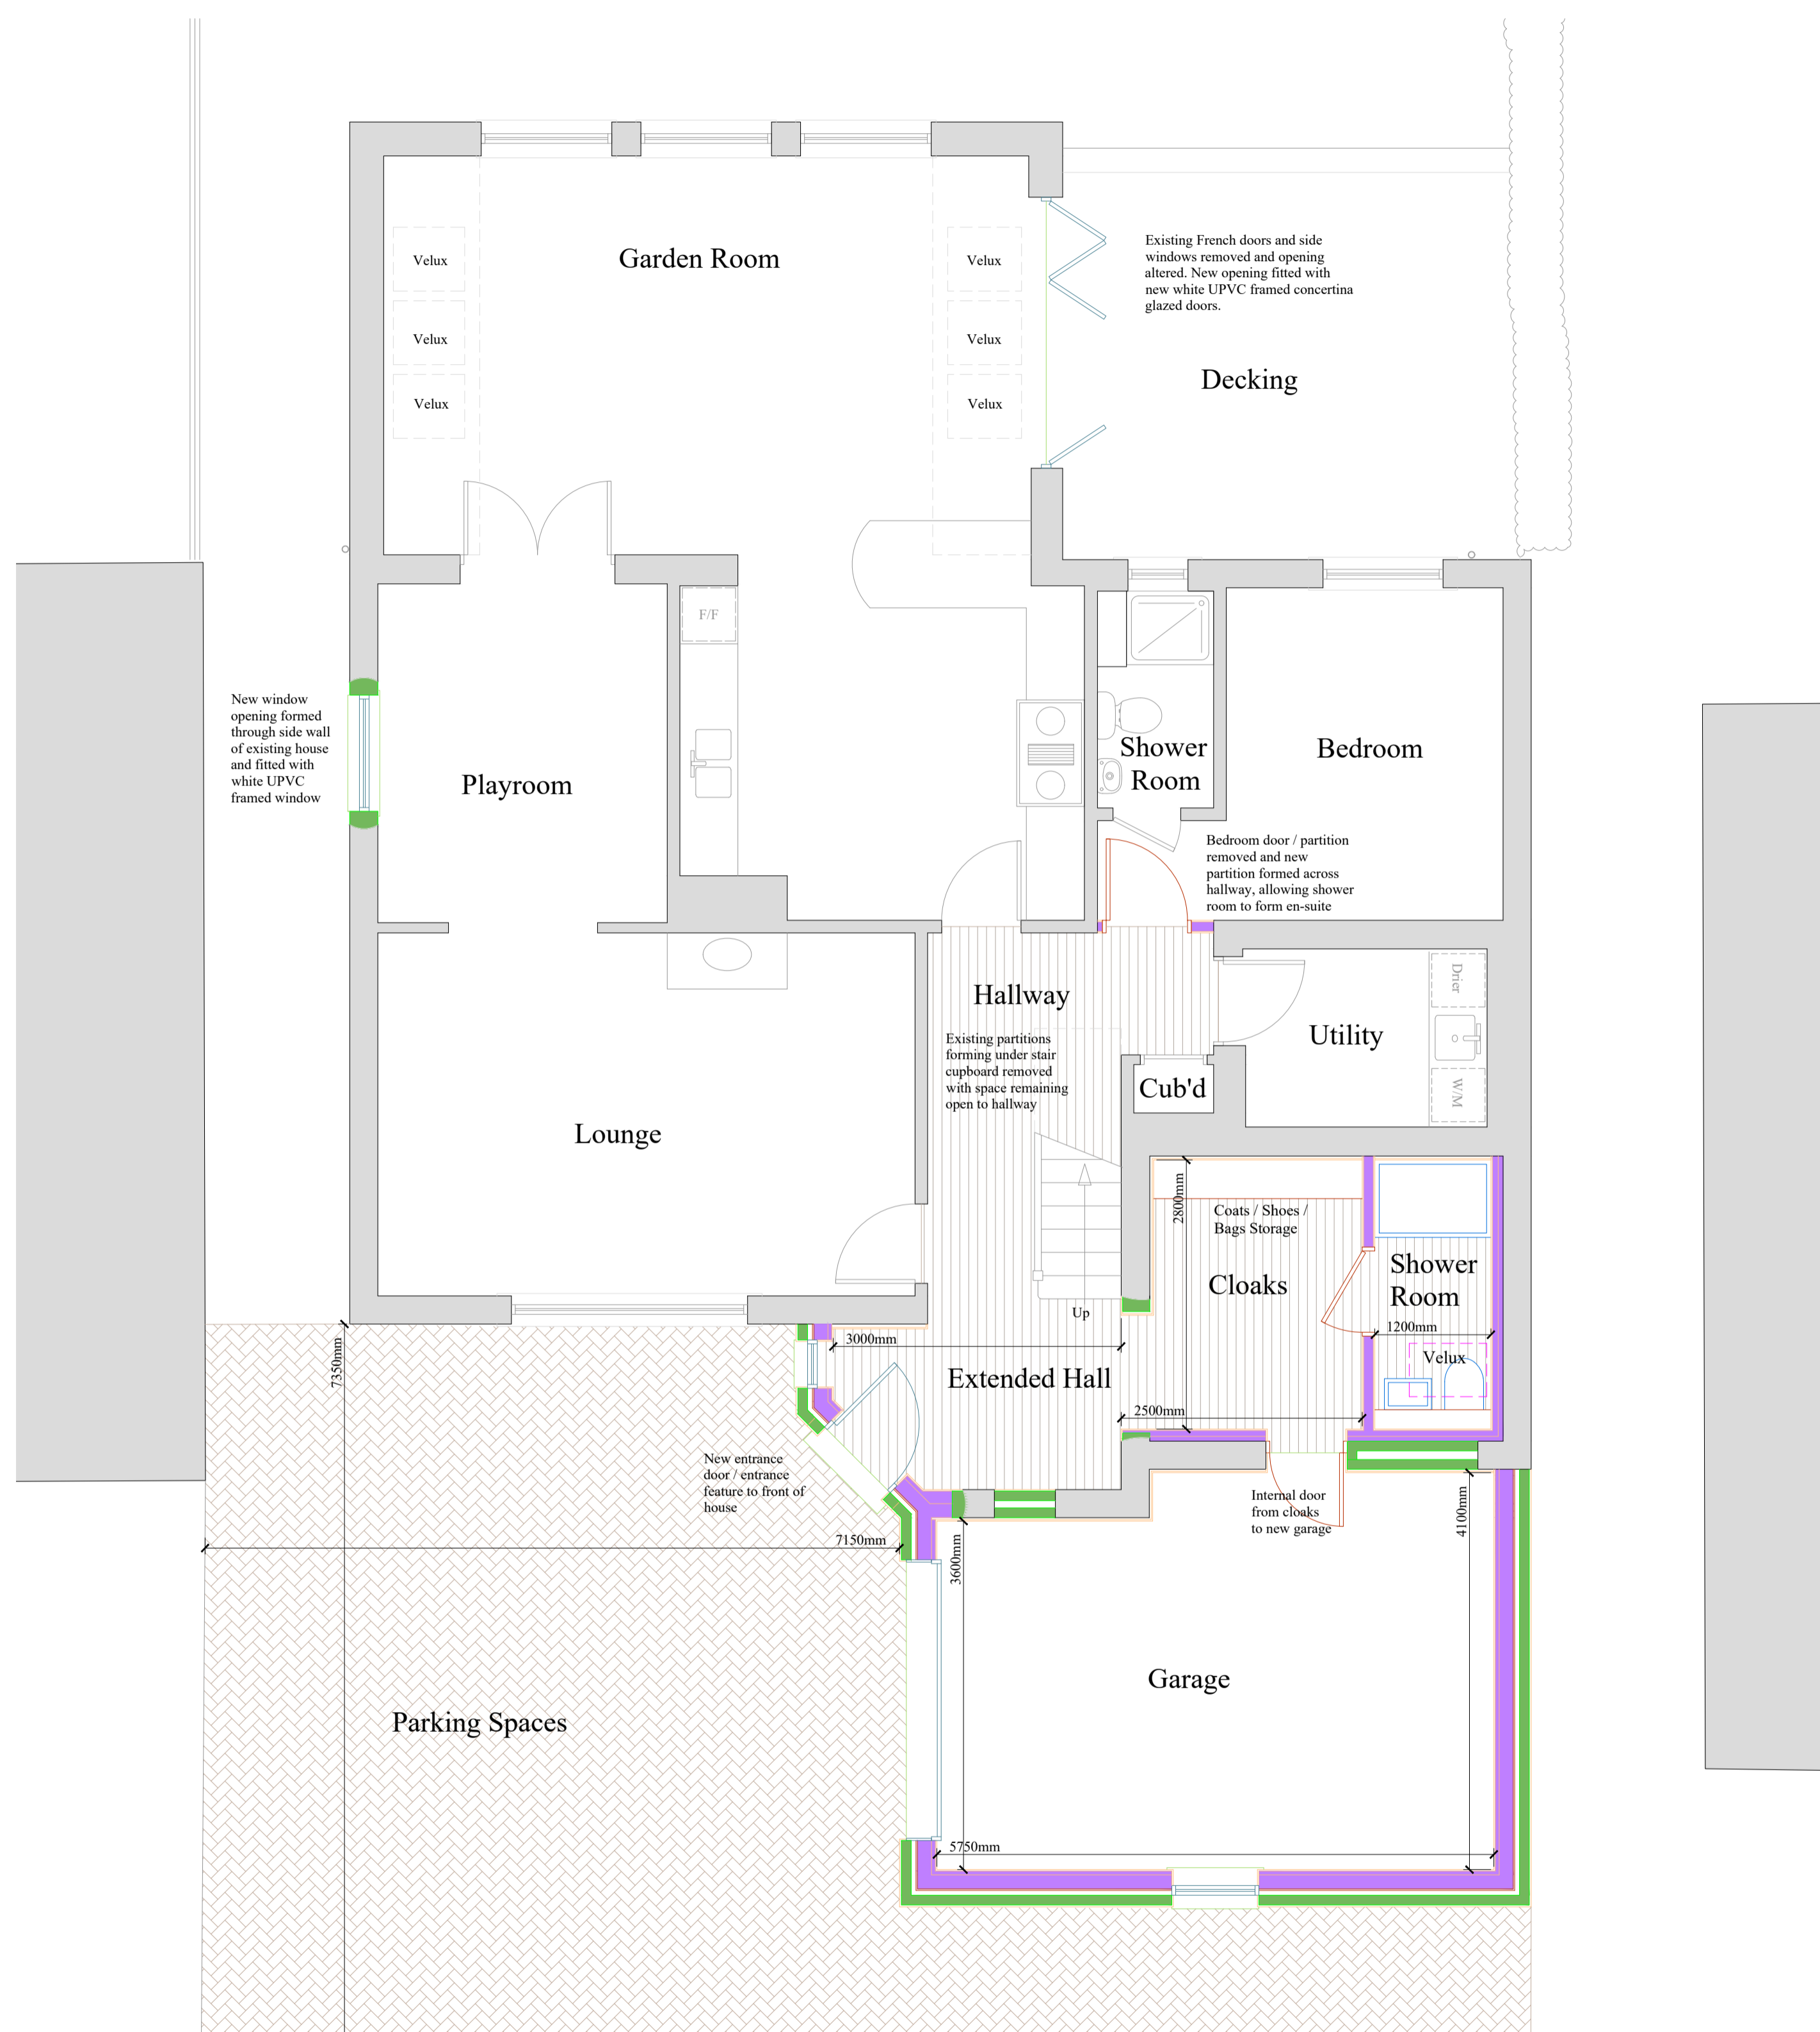 Velux
Velux
Velux
Garden Room
Velux
Velux
Velux
Existing French doors and side
windows removed and opening
altered. New opening fitted with
new white UPVC framed concertina
glazed doors.
Decking
F/F
New window
opening formed
through side wall
of existing house
and fitted with
white UPVC
framed window
Playroom
Shower
Room
Bedroom
Bedroom door / partition
removed and new
partition formed across
hallway, allowing shower
room to form en-suite
Hallway
Existing partitions
forming under stair
cupboard removed
with space remaining
open to hallway
Drier
Utility
W/M
Cub'd
Lounge
2800mm
Coats / Shoes /
Bags Storage
Cloaks
Shower
Room
1200mm
Velux
Up
3000mm
7350mm
Extended Hall
2500mm
New entrance
door / entrance
feature to front of
house
Internal door
from cloaks
to new garage
4100mm
7150mm
3600mm
Garage
Parking Spaces
5750mm